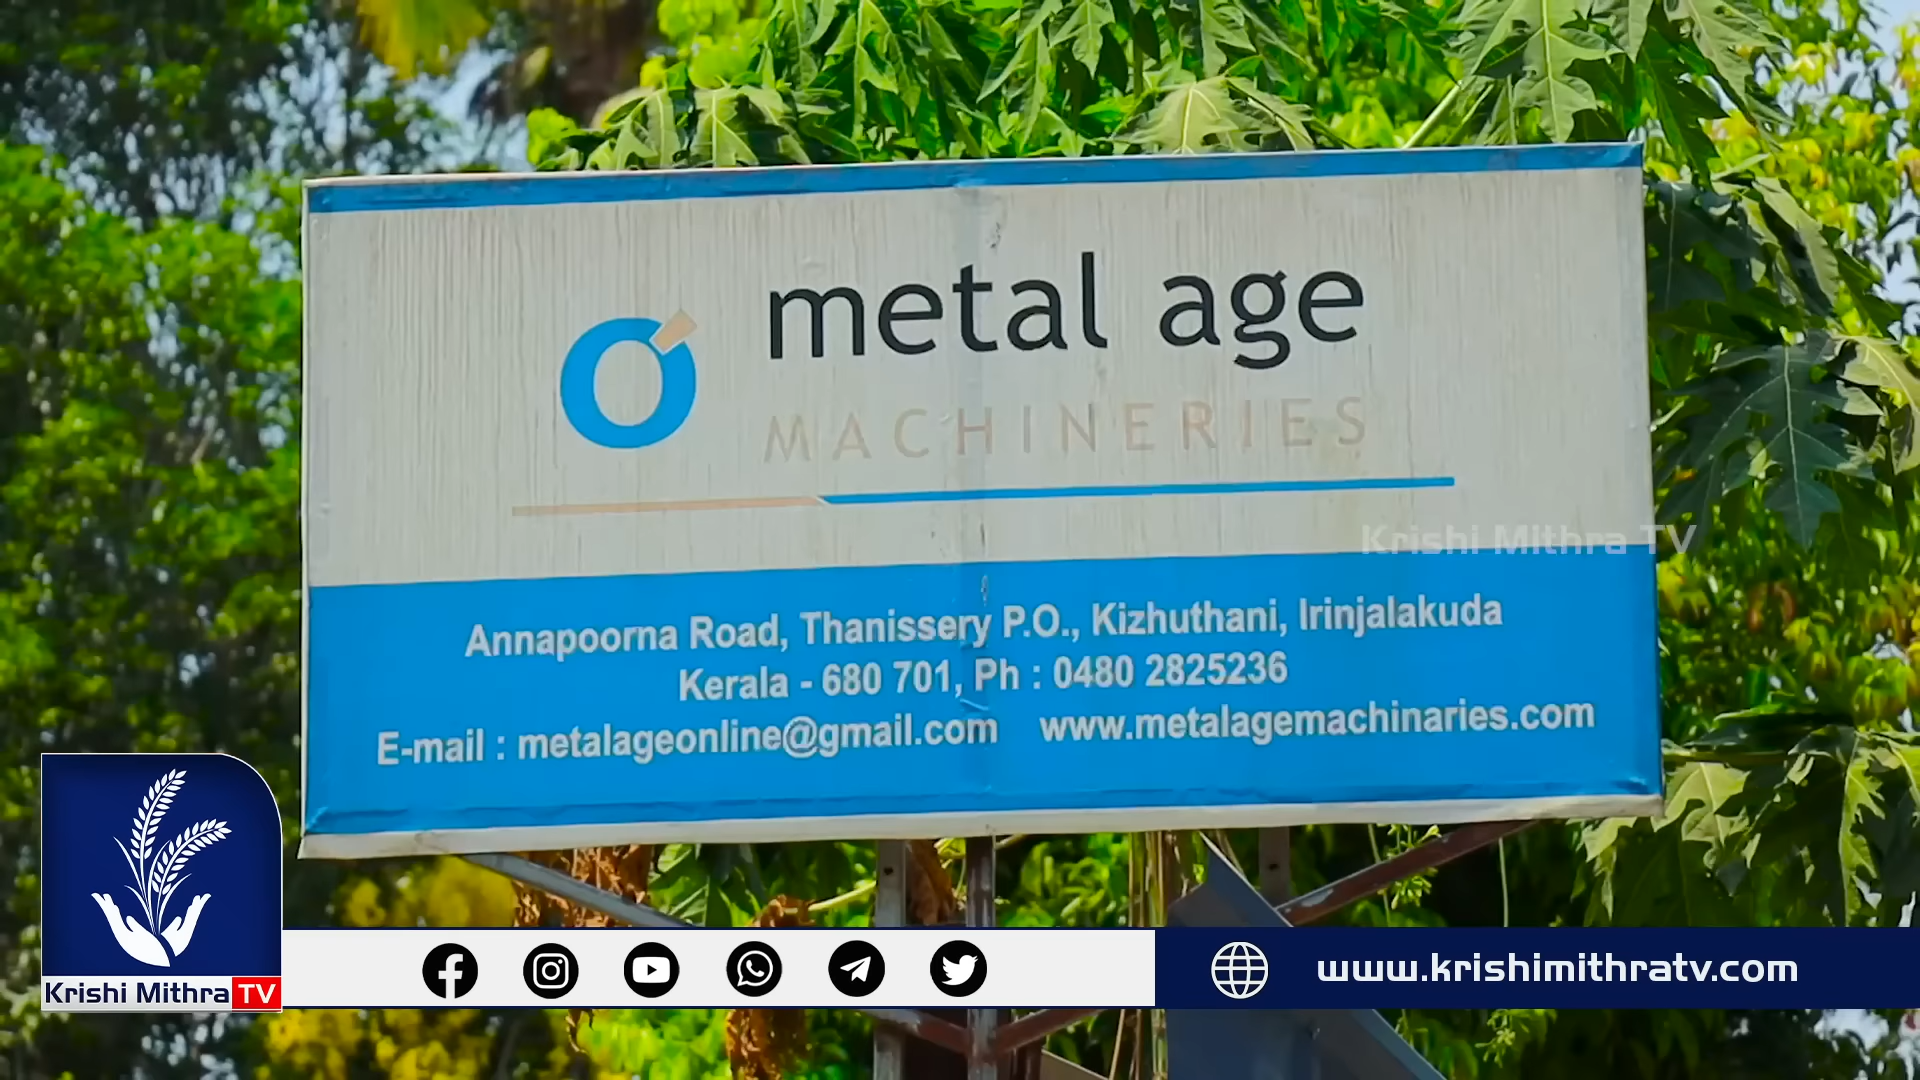 metal age
MACHINERIES
Krishi Mithra TV
Annapoorna Road, Thanissery P.O., Kizhuthani, Irinjalakuda
Kerala - 680 701, Ph : 0480 2825236
E-mail : metalageonline@gmail.com www.metalagemachinaries.com
Krishi Mithra TV
www.krishimithratv.com